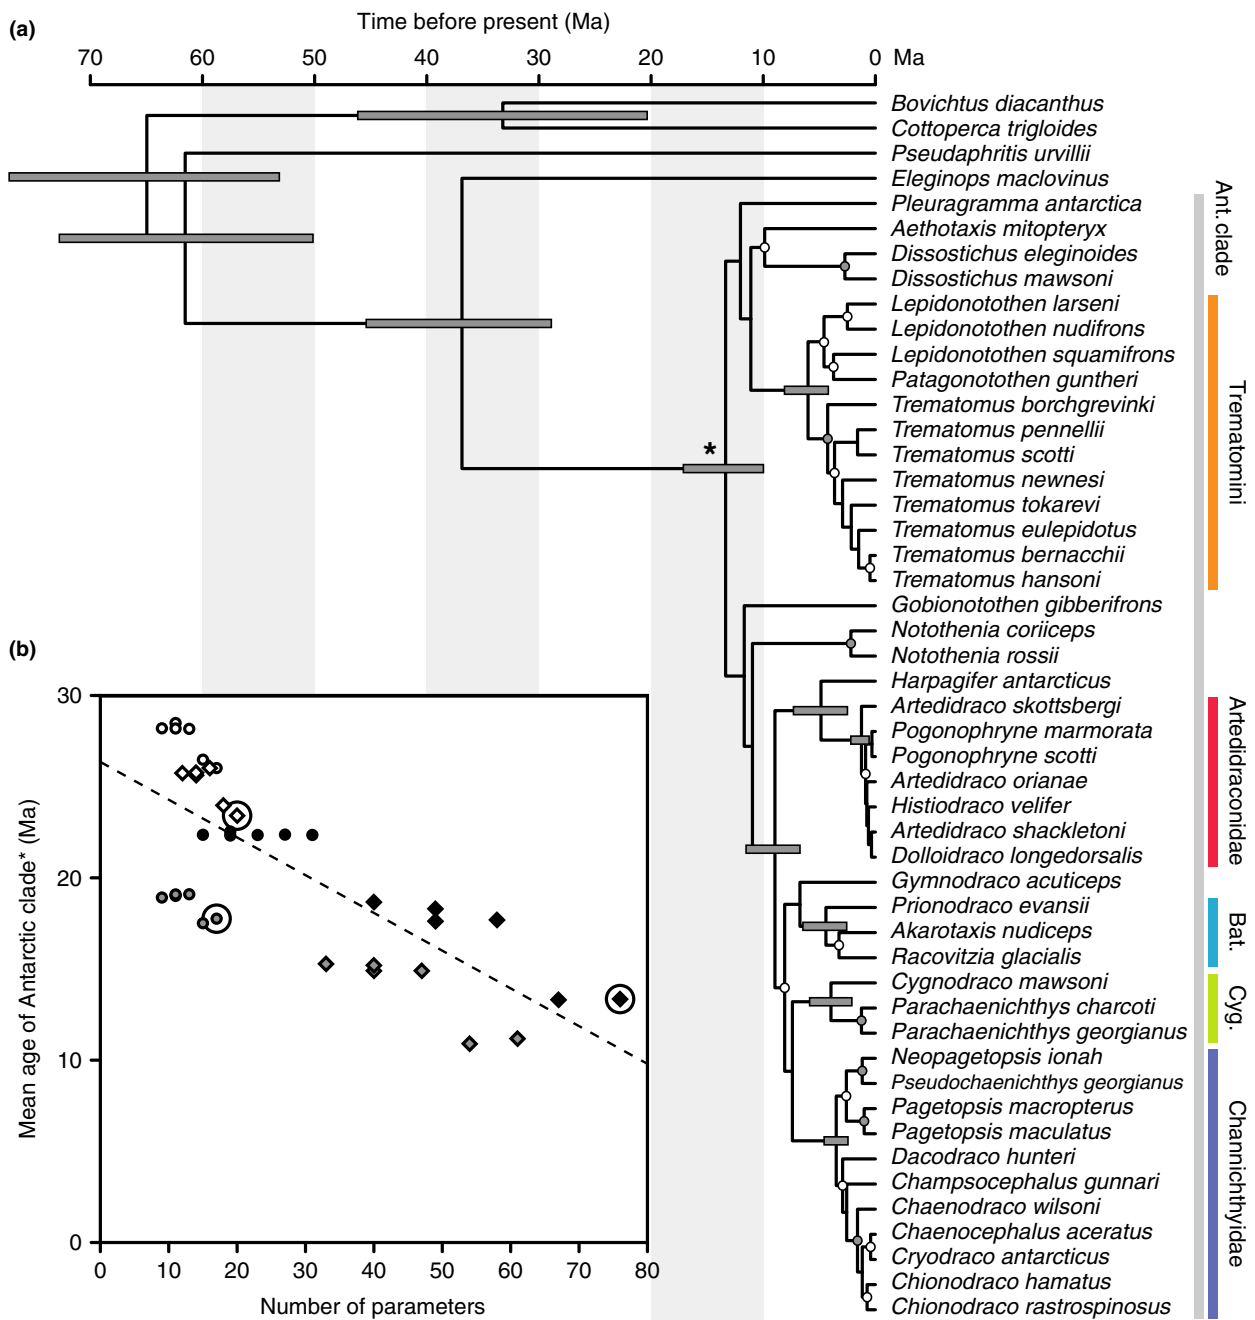 (a)
Time before present (Ma)
70 60 50 40 30 20 10 0 Ma
Bovichtus diacanthus
Cottoperca trigloides
Pseudaphritis urvillii
Eleginops maclovinus
Pleuragramma antarctica
Aethotaxis mitopteryx
Dissostichus eleginoides
Dissostichus mawsoni
Lepidonotothen larseni
Lepidonotothen nudifrons
Lepidonotothen squamifrons
Patagonotothen guntheri
Trematomus borchgrevinki
Trematomus pennellii
Trematomus scotti
Trematomus newnesi
Trematomus tokarevi
Trematomus eulepidotus
Trematomus bernacchii
Trematomus hansoni
Gobionotothen gibberifrons
Notothenia coriiceps
Notothenia rossii
Harpagifer antarcticus
Artedidraco skottsbergi
Pogonophryne marmorata
Pogonophryne scotti
Artedidraco orianae
Histiodraco velifer
Artedidraco shackletoni
Dolloidraco longedorsalis
Gymnodraco acuticeps
Prionodraco evansii
Akarotaxis nudiceps
Racovitzia glacialis
Cygnodraco mawsoni
Parachaenichthys charcoti
Parachaenichthys georgianus
Neopagetopsis ionah
Pseudochaenichthys georgianus
Pagetopsis macropterus
Pagetopsis maculatus
Dacodraco hunteri
Champsocephalus gunnari
Chaenodraco wilsoni
Chaenocephalus aceratus
Cryodraco antarcticus
Chionodraco hamatus
Chionodraco rastrospinosus
Ant. clade
Trematomini
Artedidraconidae
Bat.
Cyg.
Channichthyidae
*
(b)
Mean age of Antarctic clade* (Ma)
30
20
10
0
0 10 20 30 40 50 60 70 80
Number of parameters